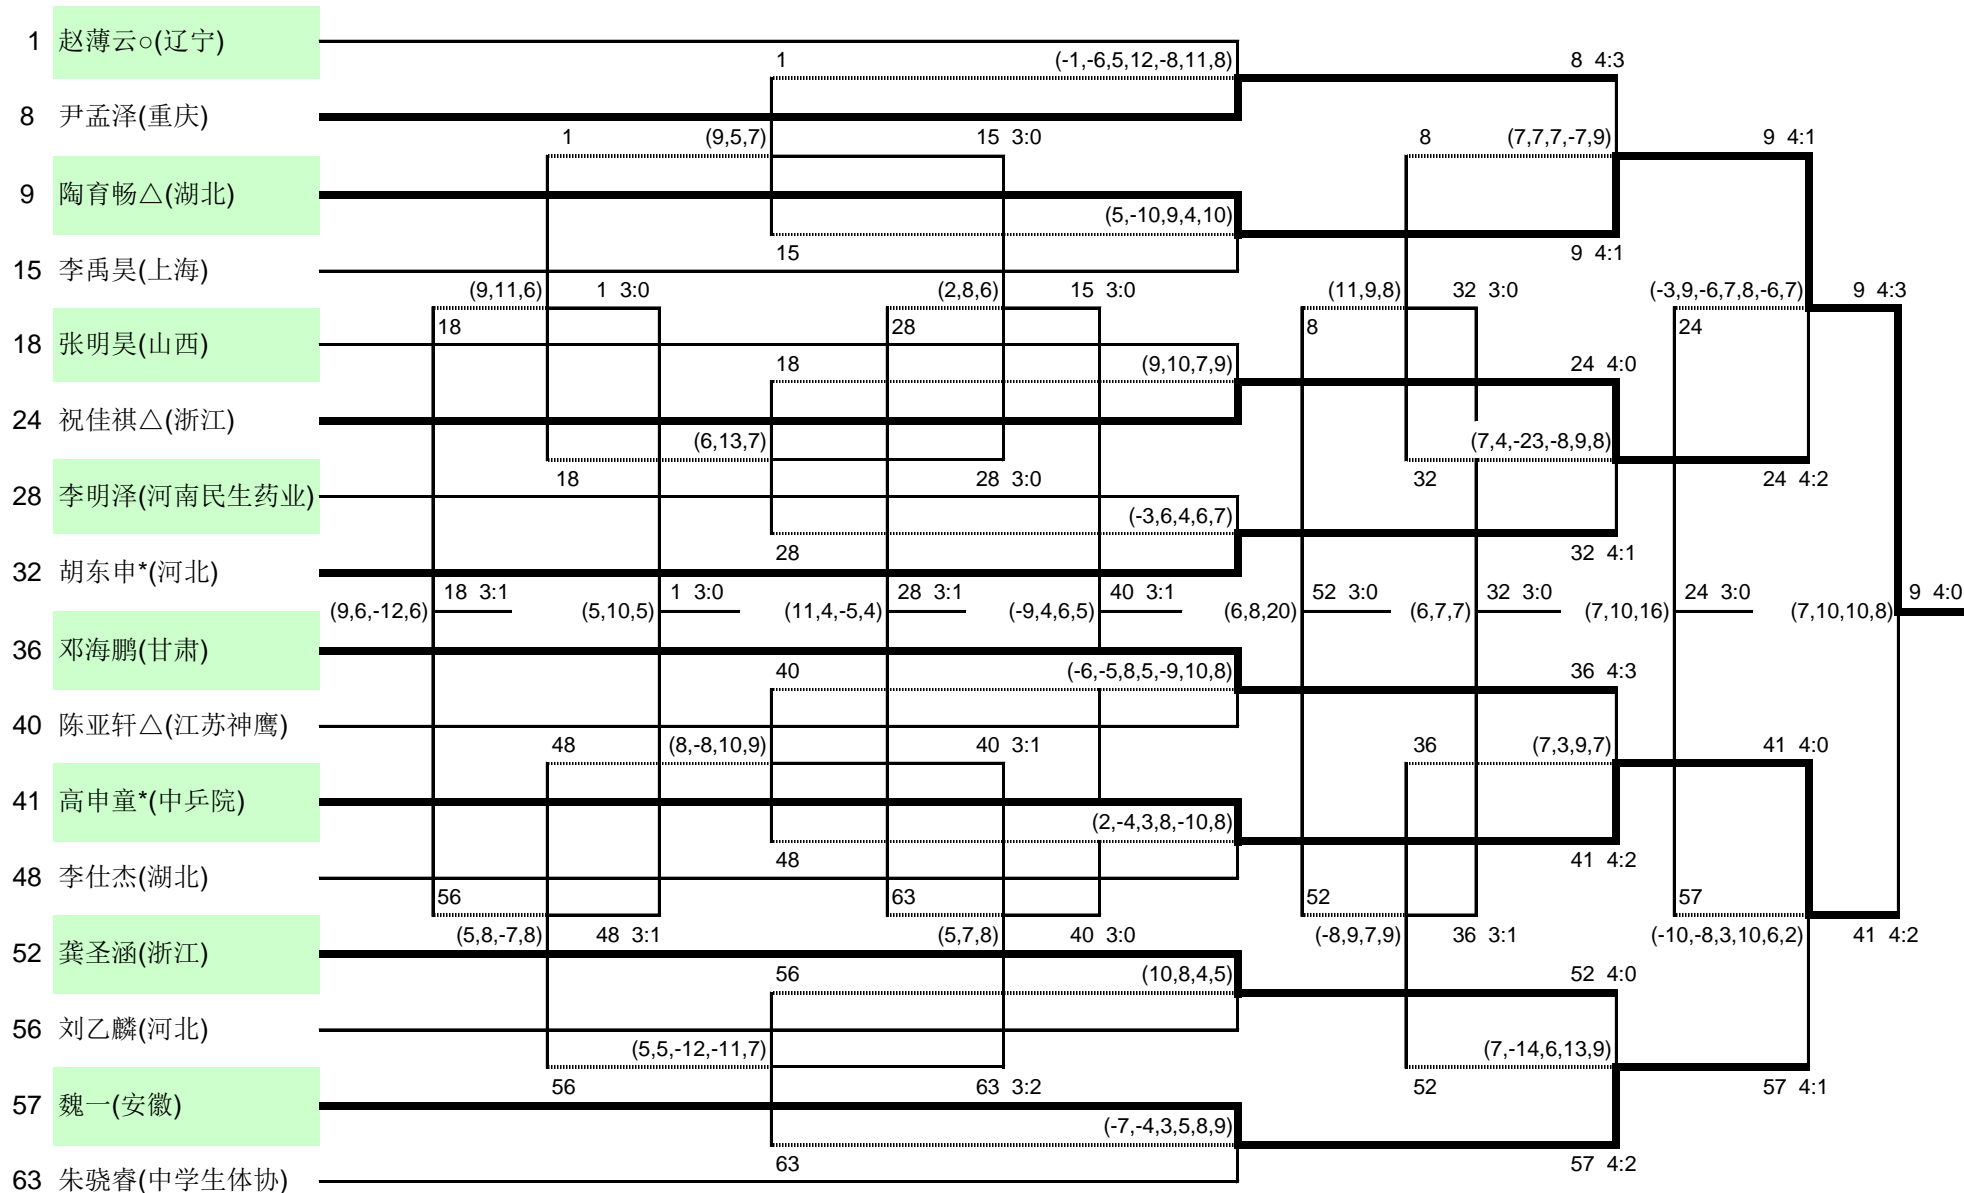 1 赵薄云○(辽宁)
1 (-1,-6,5,12,-8,11,8) 8 4:3
8 尹孟泽(重庆)
1 (9,5,7) 15 3:0 8 (7,7,7,-7,9) 9 4:1
9 陶育畅△(湖北)
(5,-10,9,4,10)
15 9 4:1
15 李禹昊(上海)
(9,11,6) 1 3:0 (2,8,6) 15 3:0 (11,9,8) 32 3:0 (-3,9,-6,7,8,-6,7) 9 4:3
18 28 8 24
18 张明昊(山西)
18 (9,10,7,9) 24 4:0
24 祝佳祺△(浙江)
(6,13,7) (7,4,-23,-8,9,8)
18 28 3:0 32 24 4:2
28 李明泽(河南民生药业)
(-3,6,4,6,7)
28 32 4:1
32 胡东申*(河北)
18 3:1 1 3:0 28 3:1 40 3:1 52 3:0 32 3:0 24 3:0 9 4:0
(9,6,-12,6) (5,10,5) (11,4,-5,4) (-9,4,6,5) (6,8,20) (6,7,7) (7,10,16) (7,10,10,8)
36 邓海鹏(甘肃)
40 (-6,-5,8,5,-9,10,8) 36 4:3
40 陈亚轩△(江苏神鹰)
48 (8,-8,10,9) 40 3:1 36 (7,3,9,7) 41 4:0
41 高申童*(中乒院)
(2,-4,3,8,-10,8)
48 41 4:2
48 李仕杰(湖北)
56 63 52 57
(5,8,-7,8) 48 3:1 (5,7,8) 40 3:0 (-8,9,7,9) 36 3:1 (-10,-8,3,10,6,2) 41 4:2
52 龚圣涵(浙江)
56 (10,8,4,5) 52 4:0
56 刘乙麟(河北)
(5,5,-12,-11,7) (7,-14,6,13,9)
56 63 3:2 52 57 4:1
57 魏一(安徽)
(-7,-4,3,5,8,9)
63 57 4:2
63 朱骁睿(中学生体协)